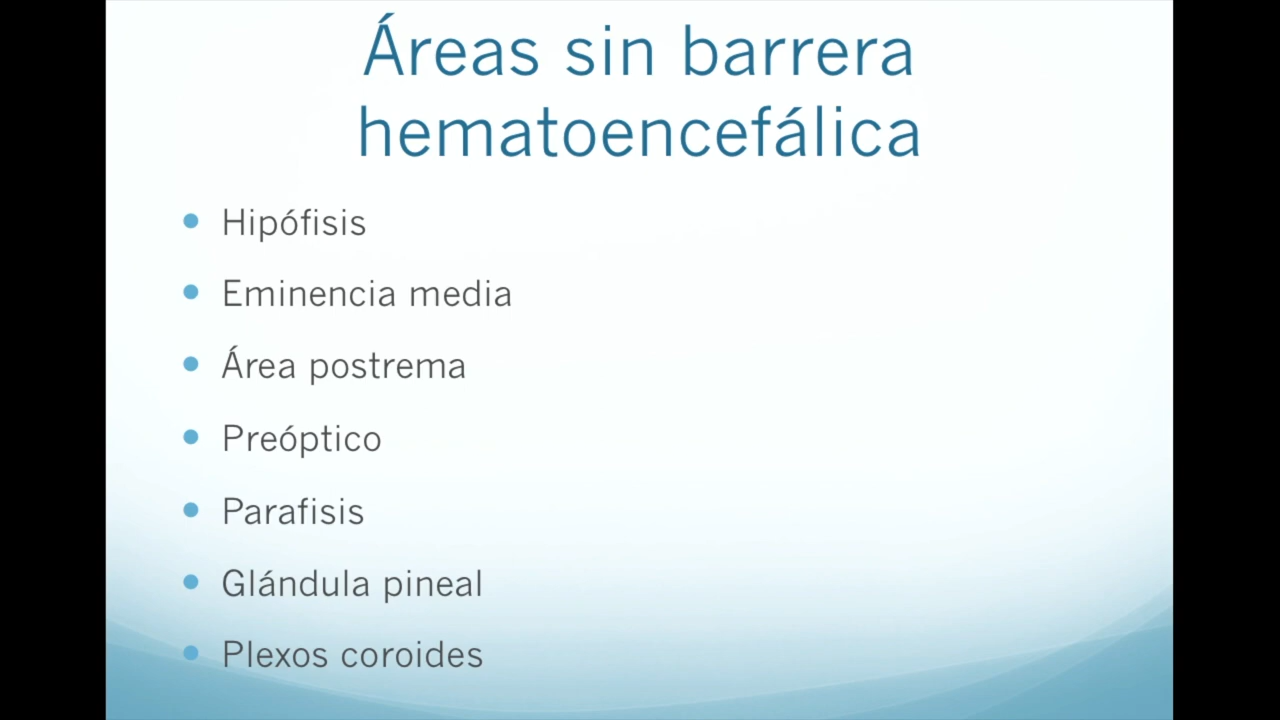 Áreas sin barrera
hematoencefálica
Hipófisis
Eminencia media
Área postrema
Preóptico
Parafisis
Glándula pineal
Plexos coroides